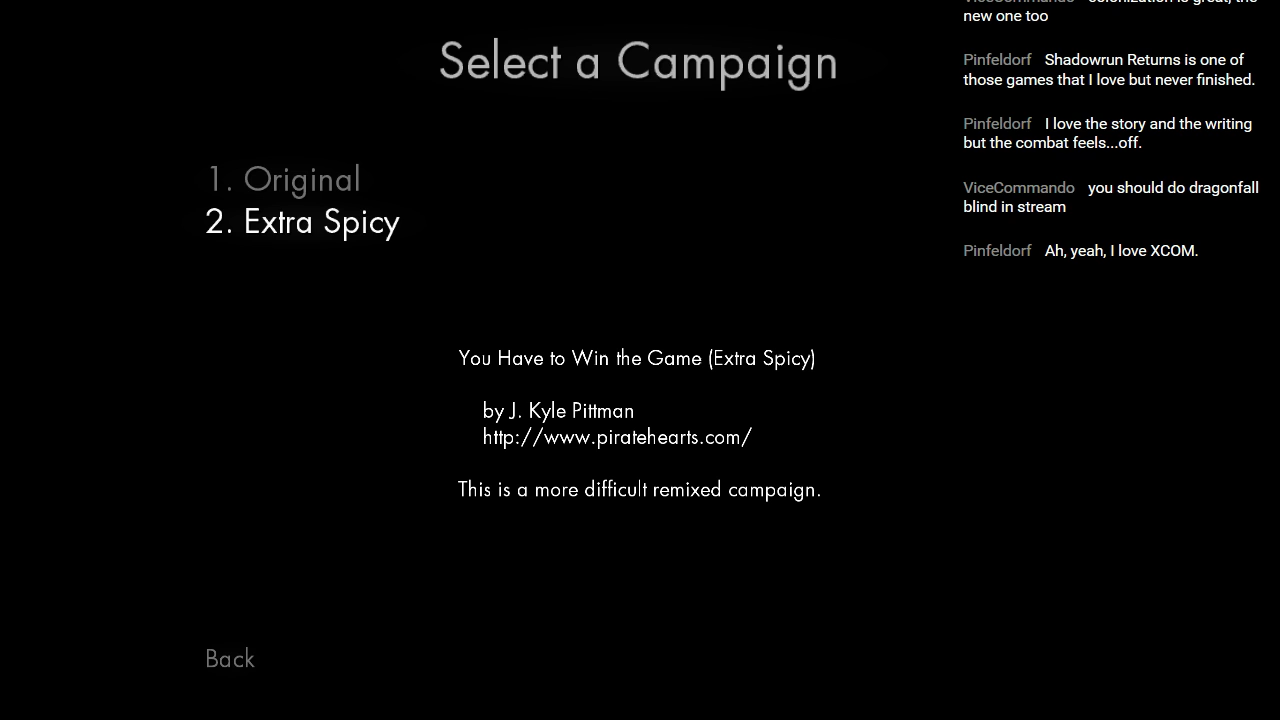 Select a Campaign
1. Original
2. Extra Spicy
You Have to Win the Game (Extra Spicy)
by J. Kyle Pittman
http://www.piratehearts.com/
This is a more difficult remixed campaign.
Back
new one too
Pinfeldorf Shadowrun Returns is one of
those games that I love but never finished.
Pinfeldorf I love the story and the writing
but the combat feels...off.
ViceCommando you should do dragonfall
blind in stream
Pinfeldorf Ah, yeah, I love XCOM.